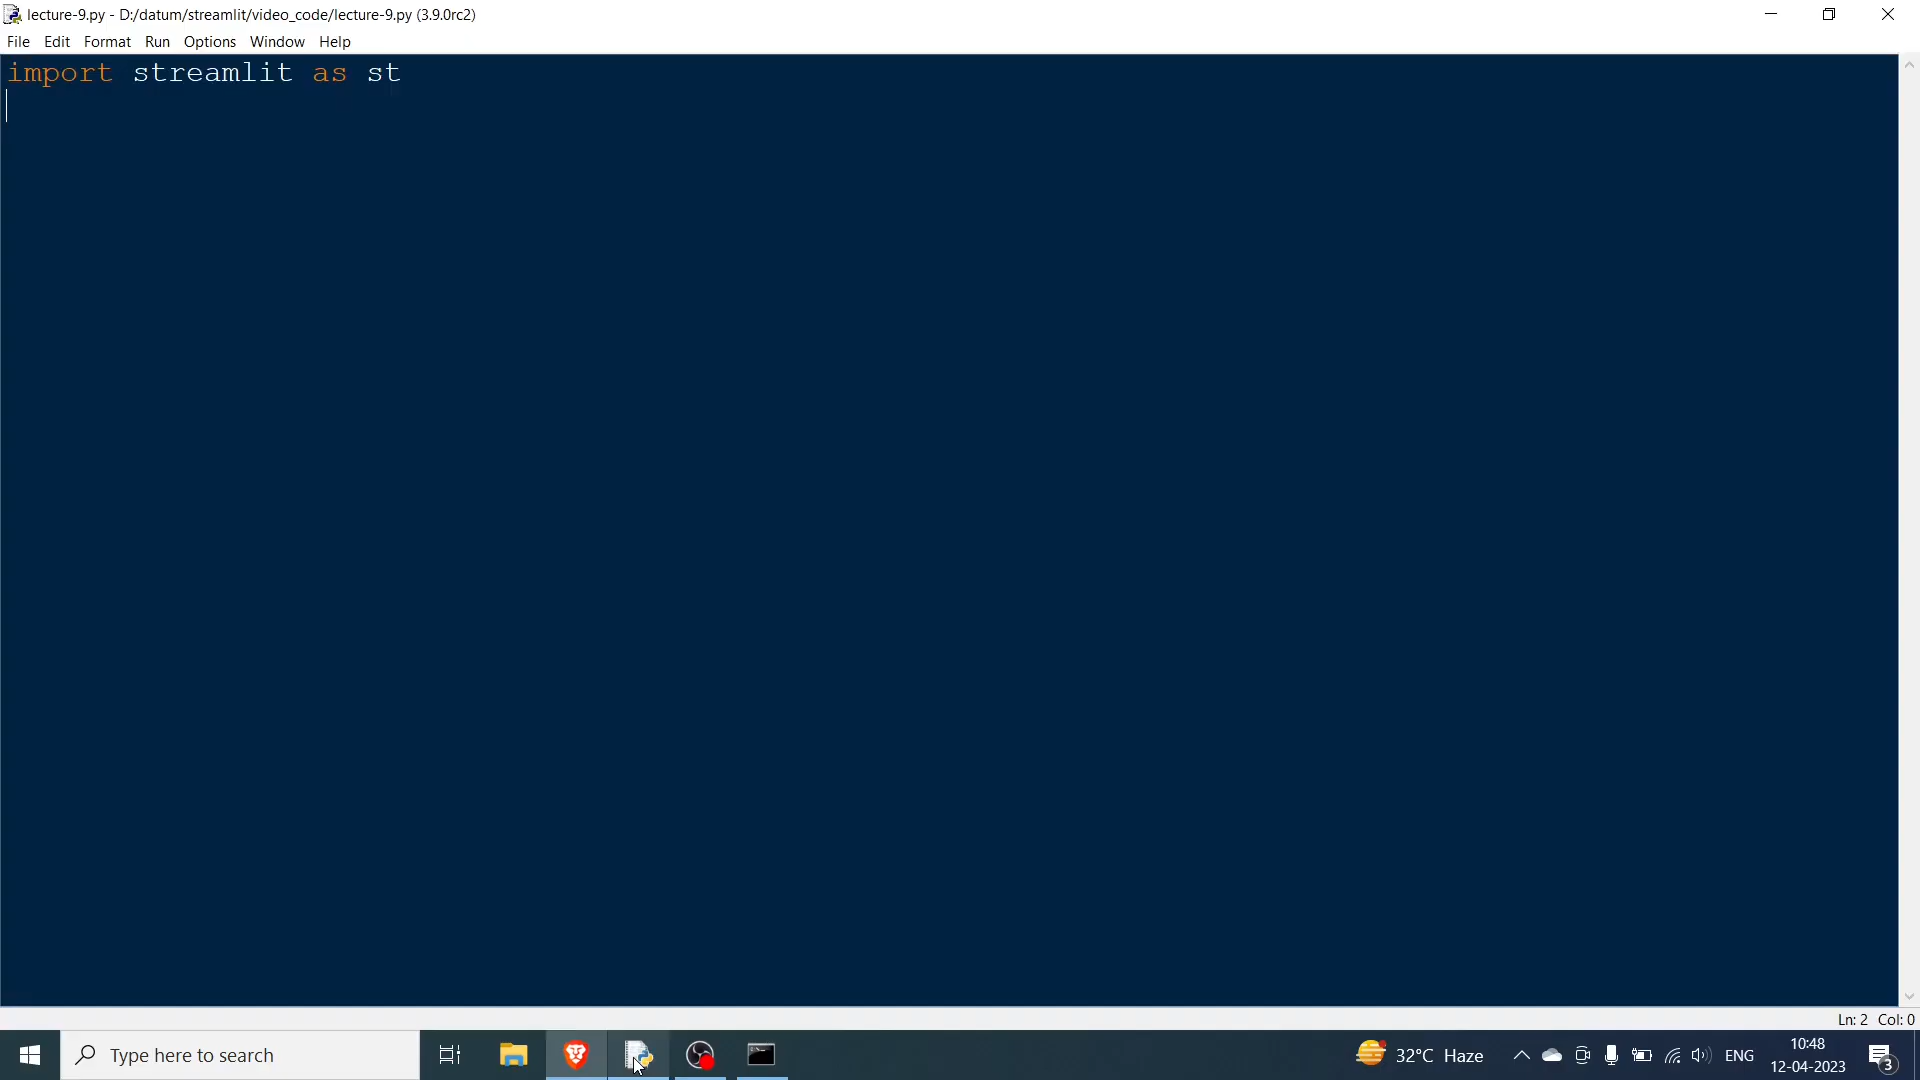 lecture-9.py - D:/datum/streamlit/video_code/lecture-9.py (3.9.0rc2)
File Edit Format Run Options Window Help
import streamlit as st
Ln: 2 Col: 0
Type here to search
32°C Haze
ENG
10:48
12-04-2023
3